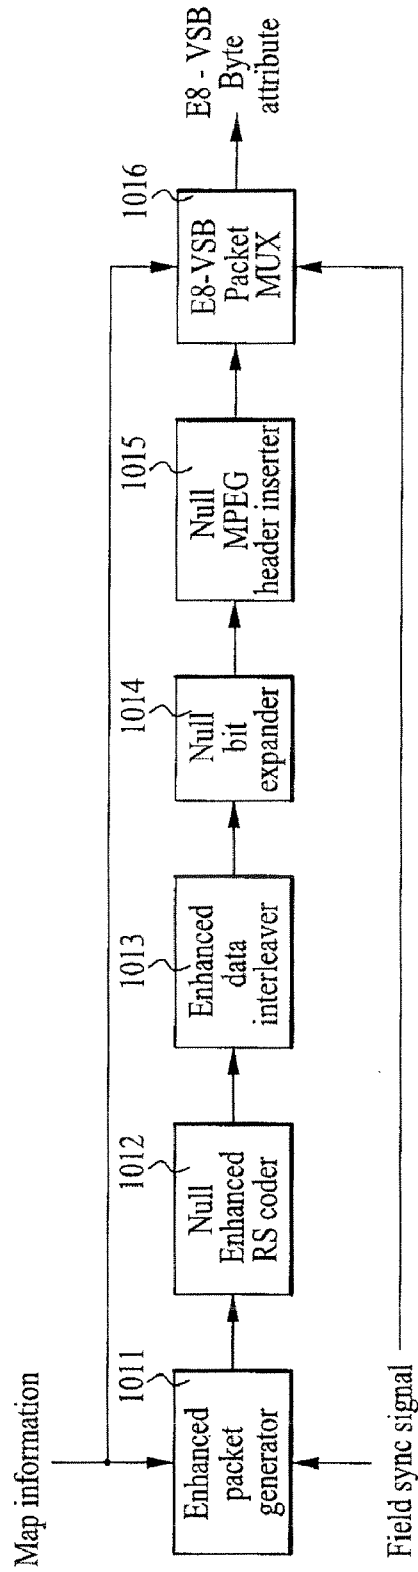 Map information
1011
Enhanced
packet
generator
Field sync signal
1012
Null
Enhanced
RS coder
1013
Enhanced
data
interleaver
1014
Null
bit
expander
1015
Null
MPEG
header inserter
1016
E8-VSB
Packet
MUX
E8 - VSB
Byte
attribute